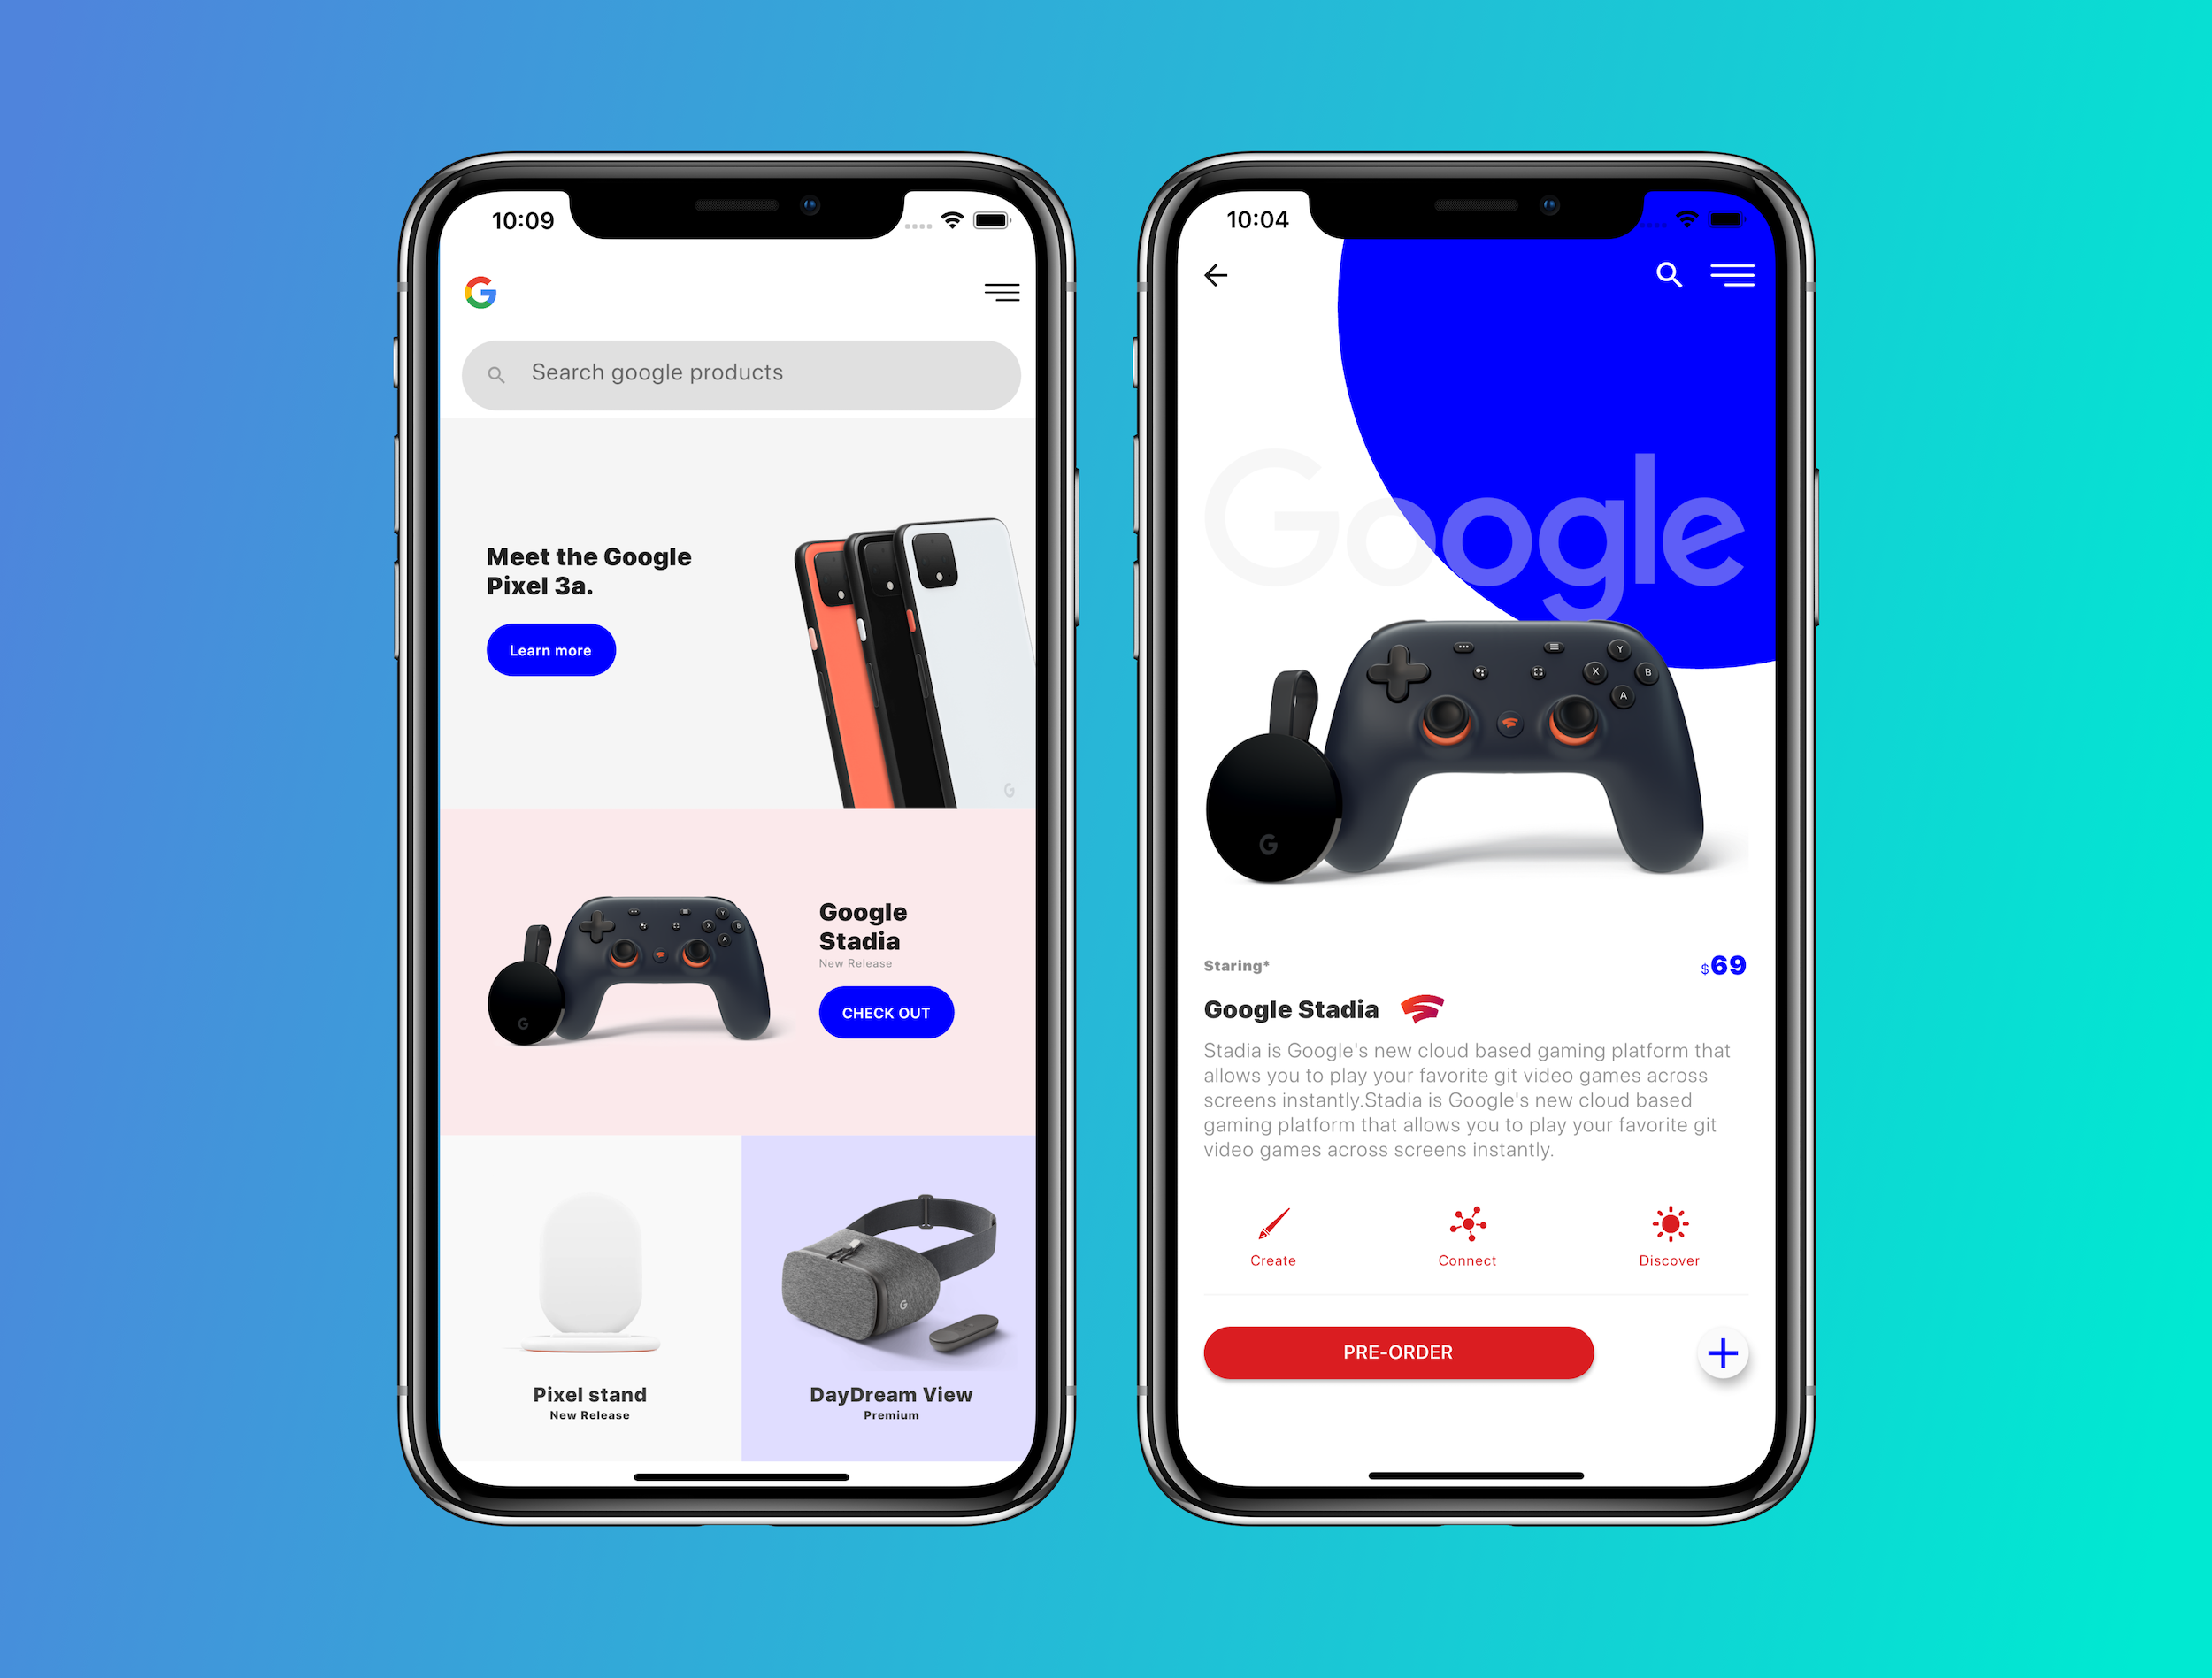 10:09
Search google products
Meet the Google
Pixel 3a.
Learn more
G
Y
X
B
A
G
Google
Stadia
New Release
CHECK OUT
G
Pixel stand
New Release
DayDream View
Premium
10:04
Google
Y
X
B
A
G
Staring*
$69
Google Stadia
Stadia is Google's new cloud based gaming platform that
allows you to play your favorite git video games across
screens instantly.Stadia is Google's new cloud based
gaming platform that allows you to play your favorite git
video games across screens instantly.
Create
Connect
Discover
PRE-ORDER